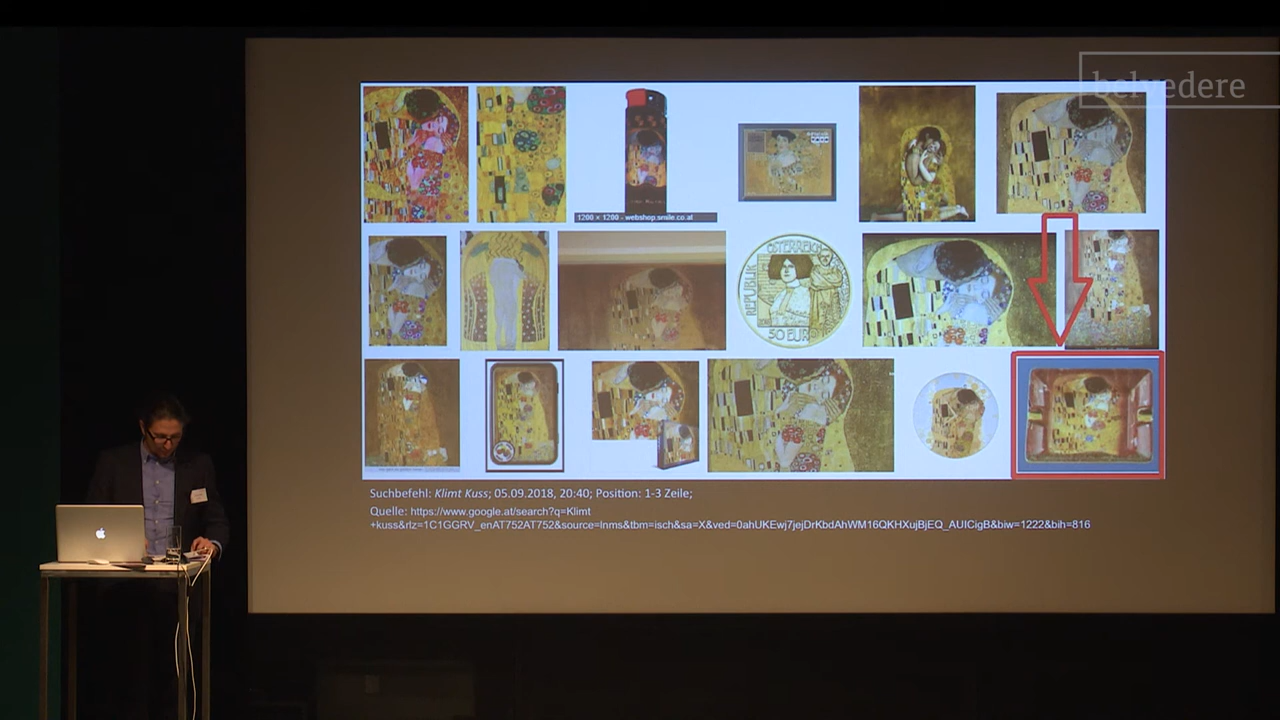 belvedere
1200 × 1200 - webshop.smile.co.at
REPUBLIK ÖSTERREICH
50 EURO
Suchbefehl: Klimt Kuss; 05.09.2018, 20:40; Position: 1-3 Zeile;
Quelle: https://www.google.at/search?q=Klimt
+kuss&rlz=1C1GGRV_enAT752AT752&source=lnms&tbm=isch&sa=X&ved=0ahUKEwj7jejDrKbdAhWM16QKHXujBjEQ_AUICigB&biw=1222&bih=816